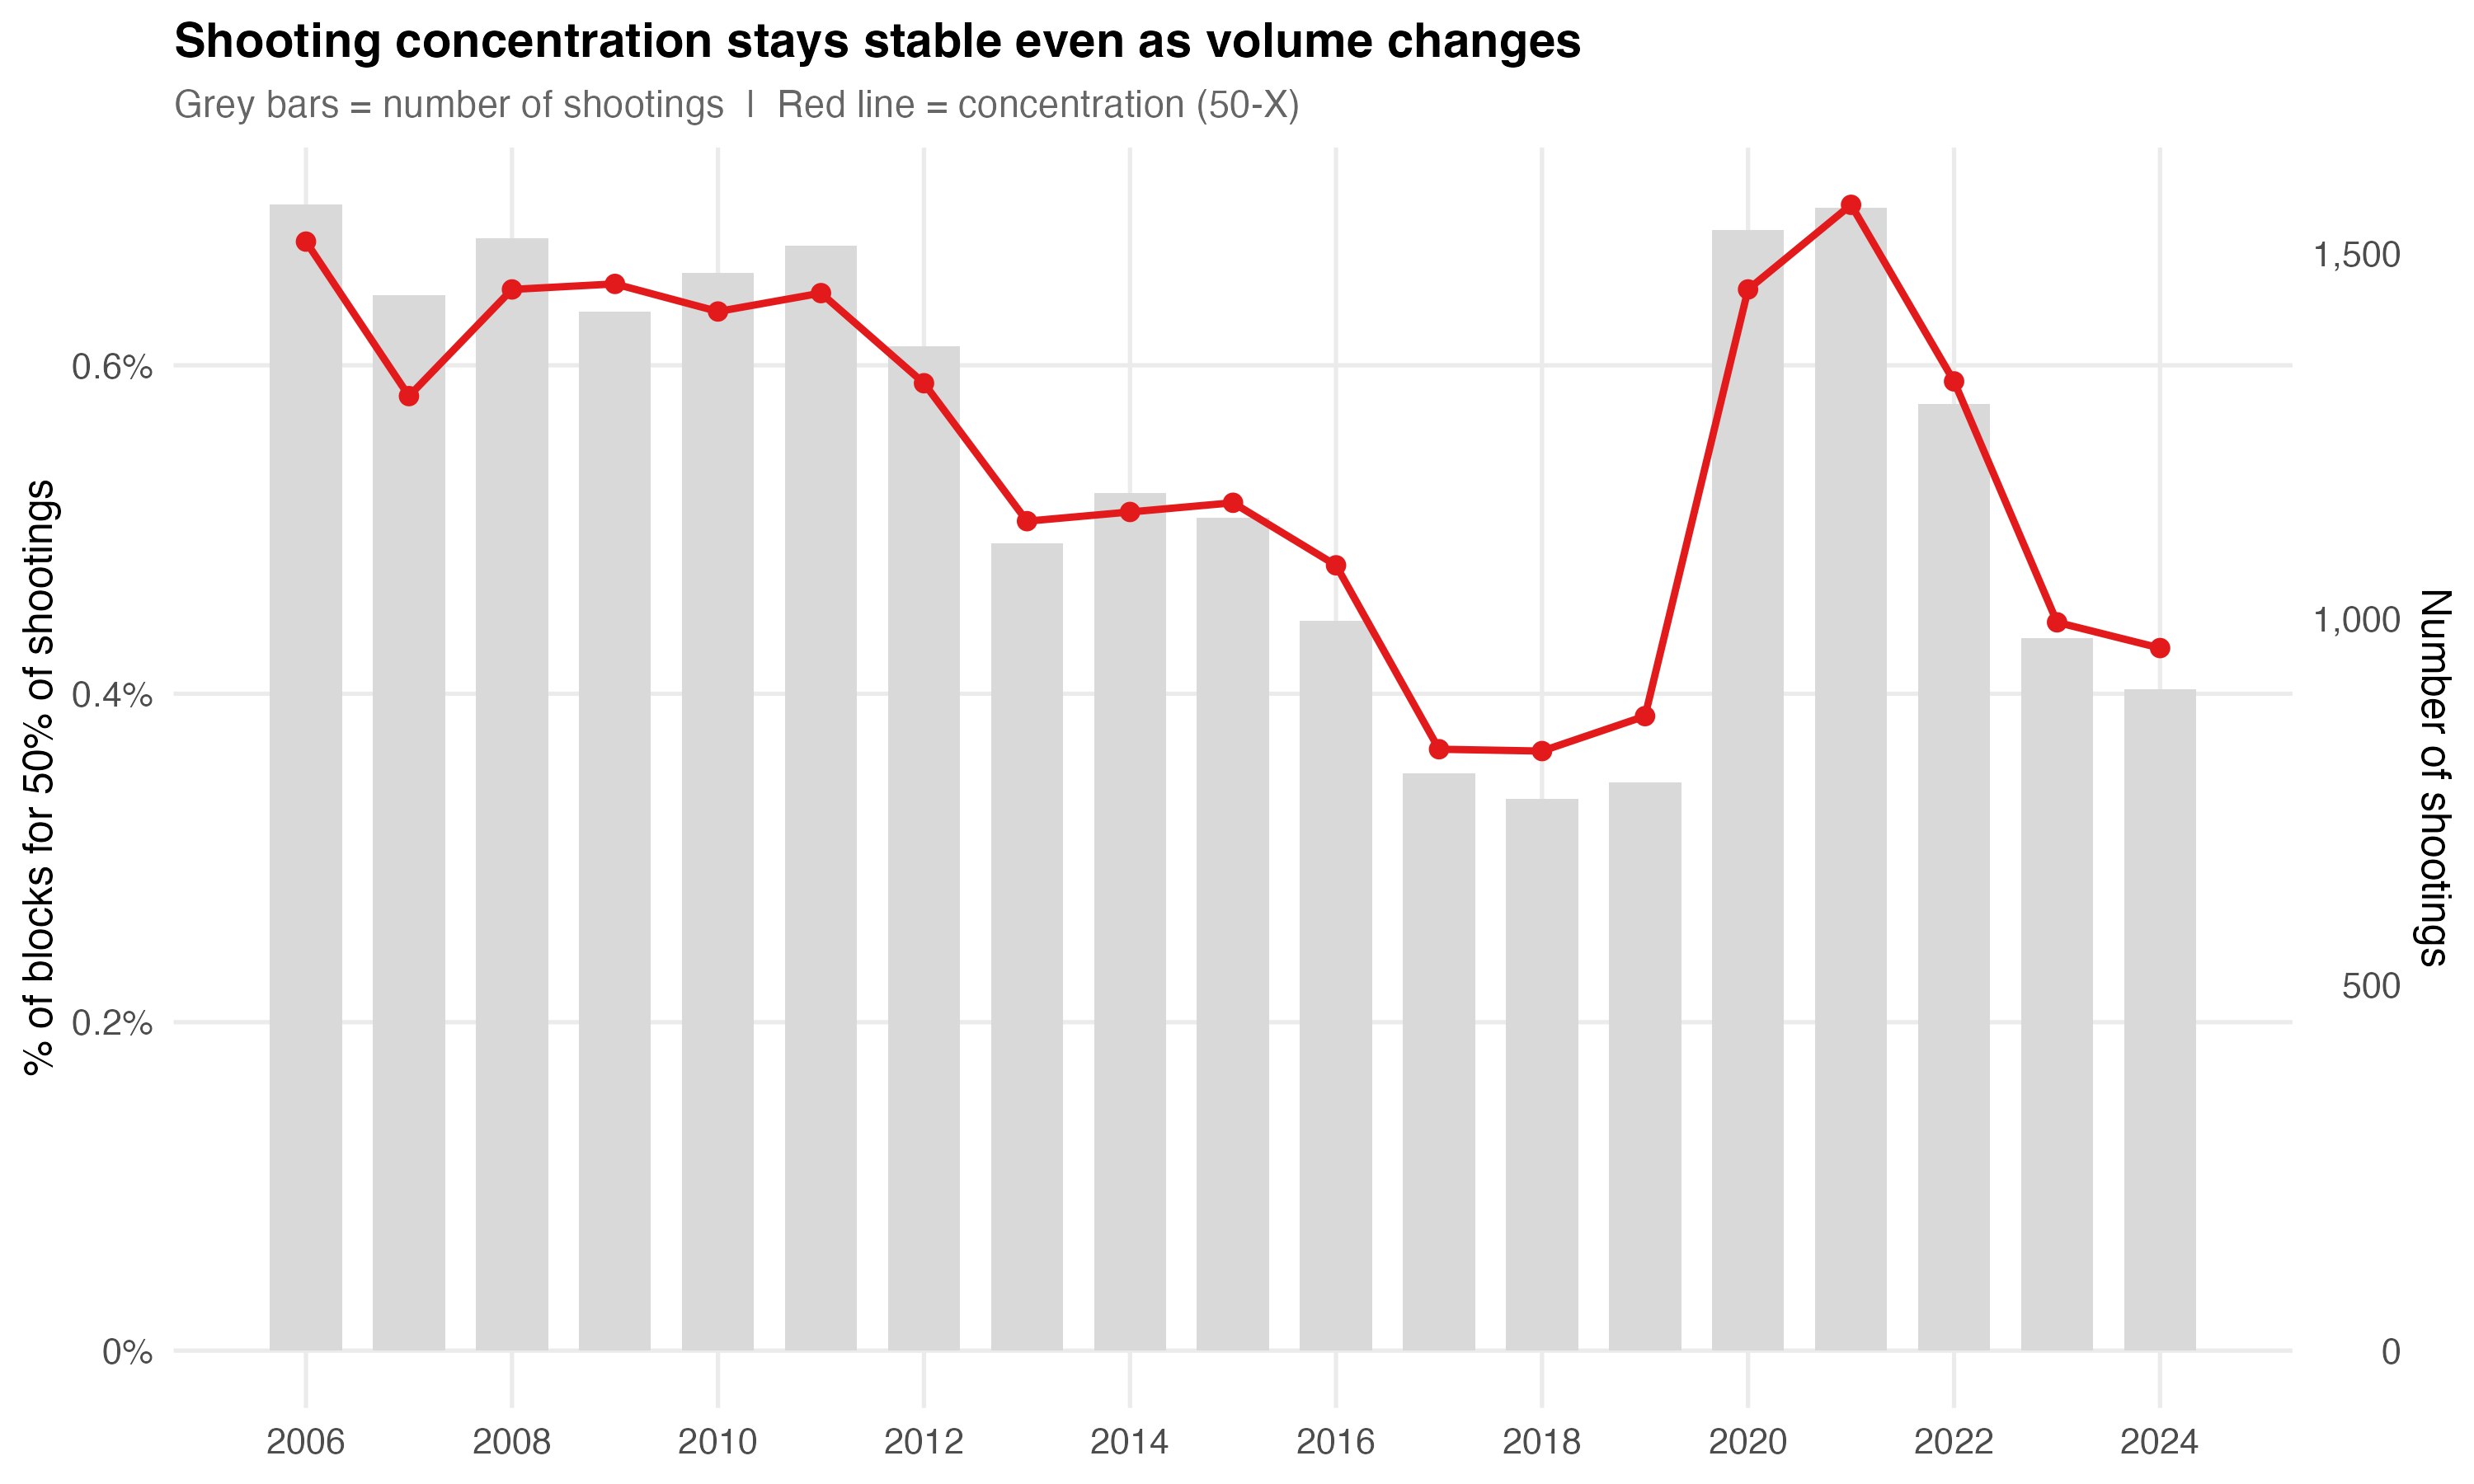 Shooting concentration stays stable even as volume changes
Grey bars = number of shootings | Red line = concentration (50-X)
% of blocks for 50% of shootings
0.6%
0.4%
0.2%
0%
1,500
1,000
500
0
Number of shootings
2006 2008 2010 2012 2014 2016 2018 2020 2022 2024